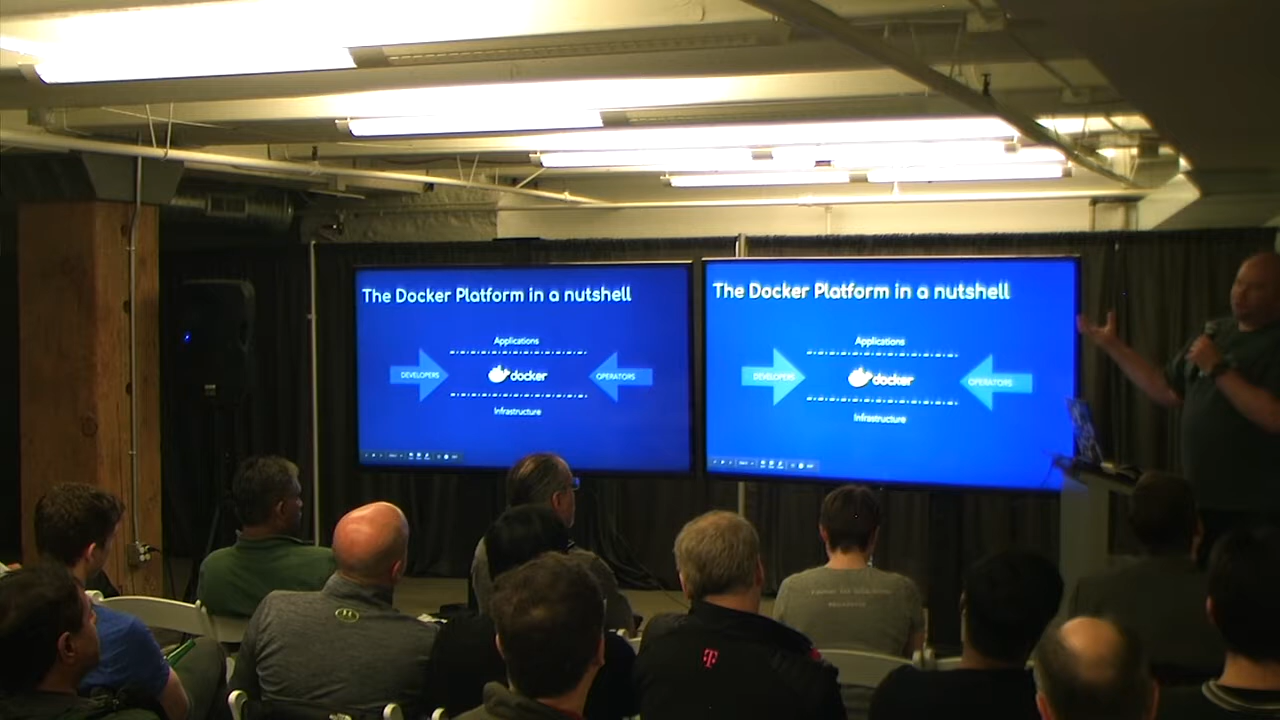 The Docker Platform in a nutshell
Applications
DEVELOPERS
docker
OPERATORS
Infrastructure
The Docker Platform in a nutshell
Applications
DEVELOPERS
docker
OPERATORS
Infrastructure
T